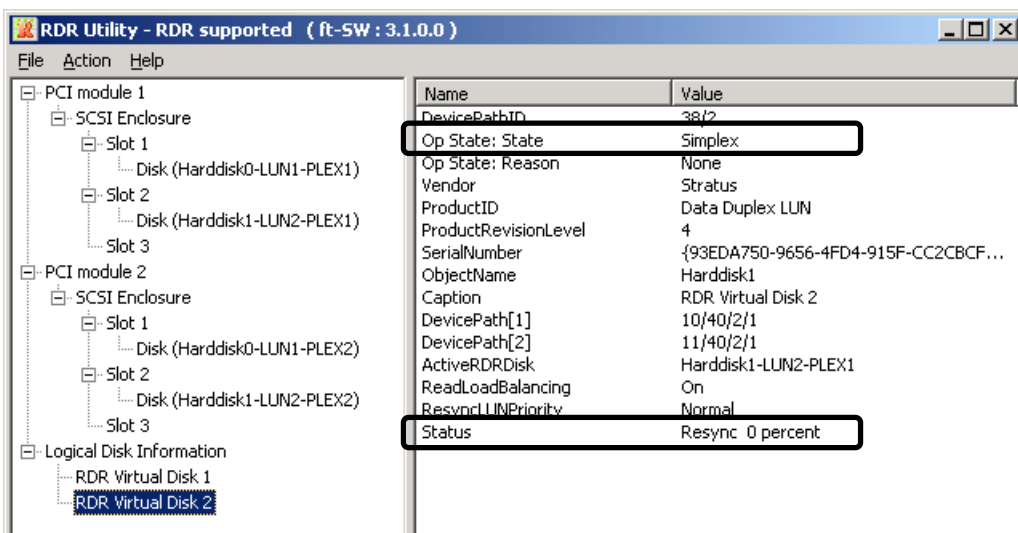 RDR Utility - RDR supported ( ft-SW : 3.1.0.0 )
File Action Help
PCI module 1
SCSI Enclosure
Slot 1
Disk (Harddisk0-LUN1-PLEX1)
Slot 2
Disk (Harddisk1-LUN2-PLEX1)
Slot 3
PCI module 2
SCSI Enclosure
Slot 1
Disk (Harddisk0-LUN1-PLEX2)
Slot 2
Disk (Harddisk1-LUN2-PLEX2)
Slot 3
Logical Disk Information
RDR Virtual Disk 1
RDR Virtual Disk 2
Name Value
DevicePathID 38/2
Op State: State Simplex
Op State: Reason None
Vendor Stratus
ProductID Data Duplex LUN
ProductRevisionLevel 4
SerialNumber {93EDA750-9656-4FD4-915F-CC2CBCF...
ObjectName Harddisk1
Caption RDR Virtual Disk 2
DevicePath[1] 10/40/2/1
DevicePath[2] 11/40/2/1
ActiveRDRDisk Harddisk1-LUN2-PLEX1
ReadLoadBalancing On
ResyncLUNPriority Normal
Status Resync 0 percent